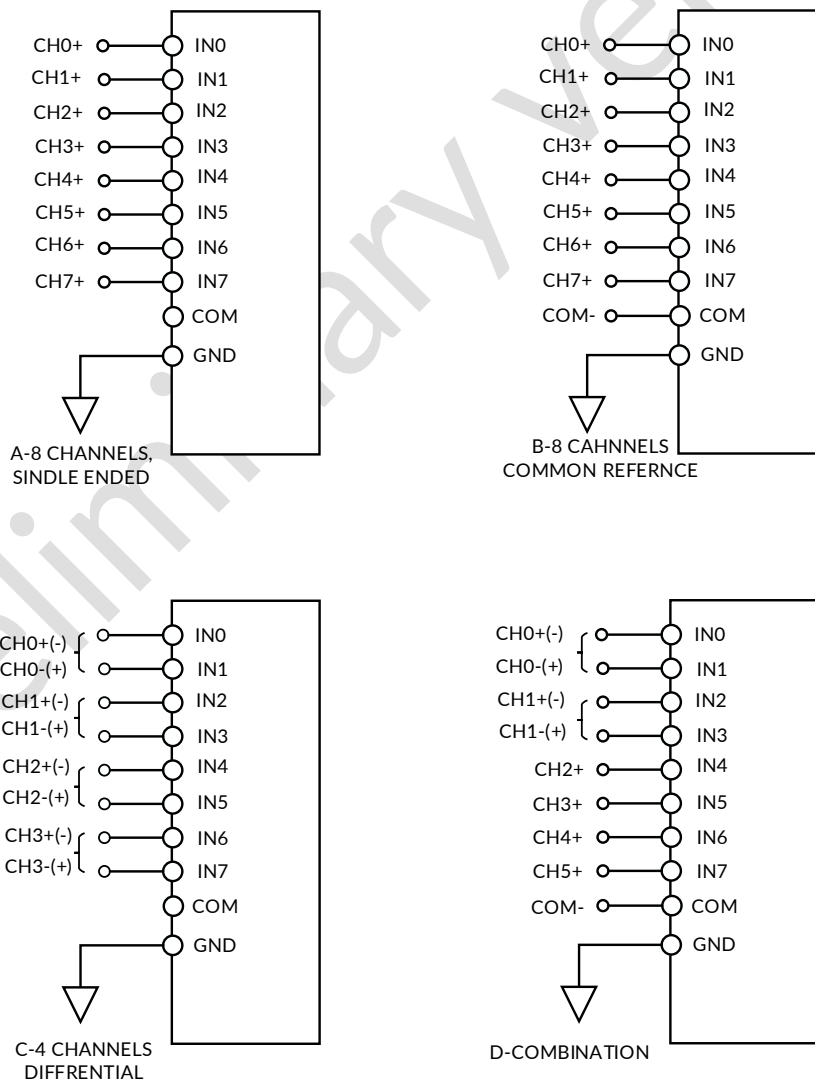 CH0+ IN0
CH1+ IN1
CH2+ IN2
CH3+ IN3
CH4+ IN4
CH5+ IN5
CH6+ IN6
CH7+ IN7
COM
GND
A-8 CHANNELS,
SINDLE ENDED
CH0+ IN0
CH1+ IN1
CH2+ IN2
CH3+ IN3
CH4+ IN4
CH5+ IN5
CH6+ IN6
CH7+ IN7
COM- COM
GND
B-8 CAHNNELS
COMMON REFERNCE
CH0+(-) IN0
CH0-(+) IN1
CH1+(-) IN2
CH1-(+) IN3
CH2+(-) IN4
CH2-(+) IN5
CH3+(-) IN6
CH3-(+) IN7
COM
GND
C-4 CHANNELS
DIFFRENTIAL
CH0+(-) IN0
CH0-(+) IN1
CH1+(-) IN2
CH1-(+) IN3
CH2+ IN4
CH3+ IN5
CH4+ IN6
CH5+ IN7
COM- COM
GND
D-COMBINATION